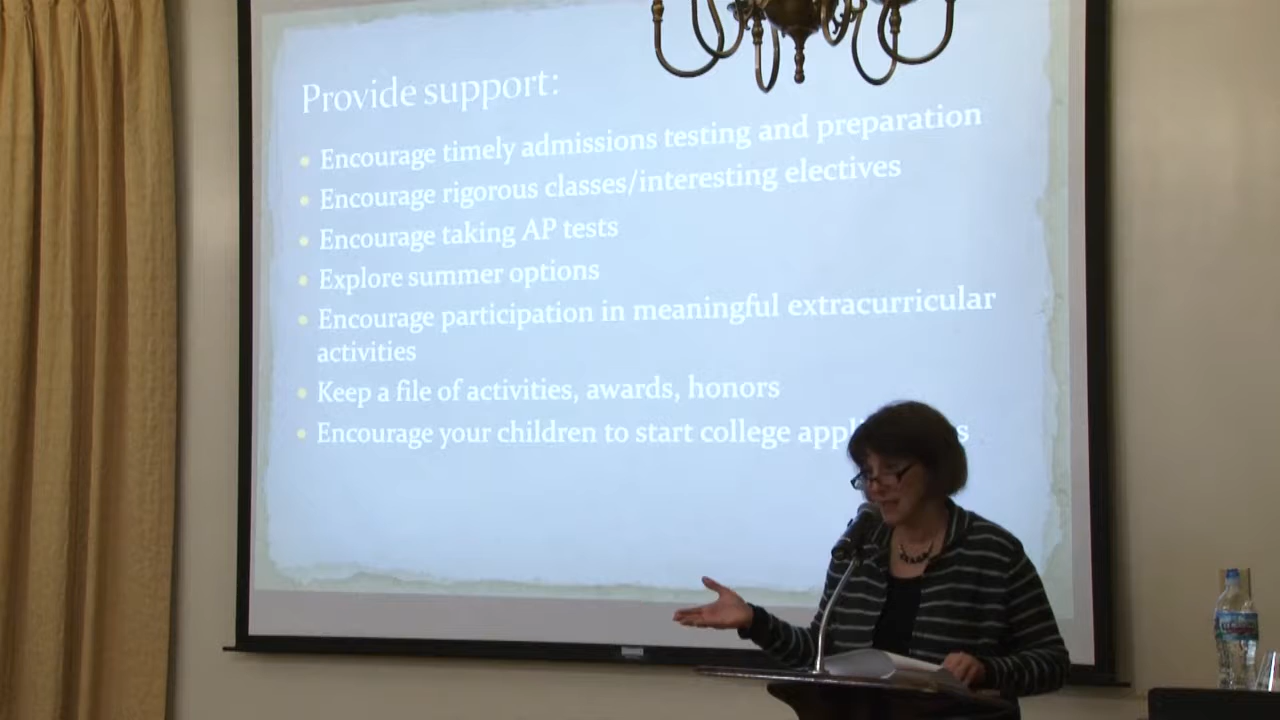 Provide support:
Encourage timely admissions testing and preparation
Encourage rigorous classes/interesting electives
Encourage taking AP tests
Explore summer options
Encourage participation in meaningful extracurricular
activities
Keep a file of activities, awards, honors
Encourage your children to start college